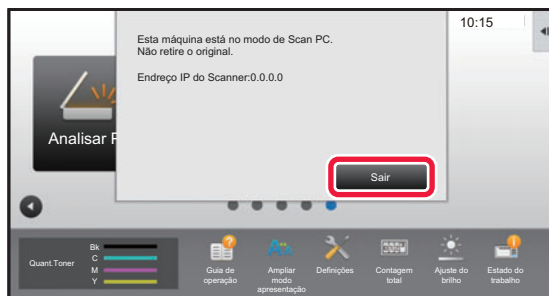 10:15
Esta máquina está no modo de Scan PC.
Não retire o original.
Endreço IP do Scanner:0.0.0.0
Analisar
Sair
Quant.Toner
Bk
C
M
Y
Guia de
operação
Ampliar
modo
apresentação
Definições
Contagem
total
Ajuste do
brilho
Estado do
trabalho